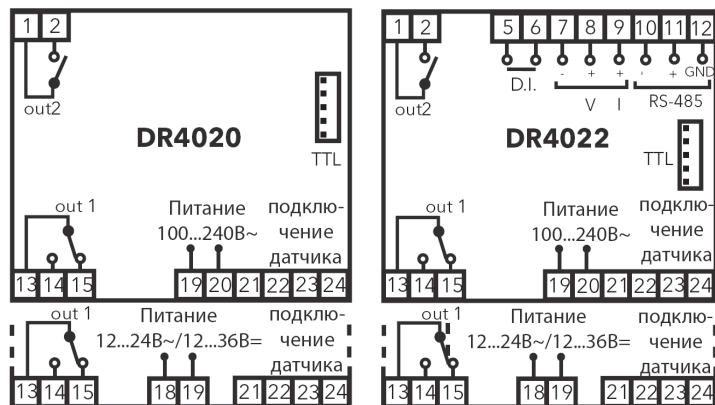 1 2
out2
DR4020
TTL
out 1
Питание
100...240В~
подклю-
чение
датчика
13 14 15 19 20 21 22 23 24
out 1
Питание
12...24В~/12...36В=
подклю-
чение
датчика
13 14 15 18 19 21 22 23 24
1 2 5 6 7 8 9 10 11 12
- + + - + GND
D.I.
V I RS-485
out2
DR4022
TTL
out 1
Питание
100...240В~
подклю-
чение
датчика
13 14 15 19 20 21 22 23 24
out 1
Питание
12...24В~/12...36В=
подклю-
чение
датчика
13 14 15 18 19 21 22 23 24